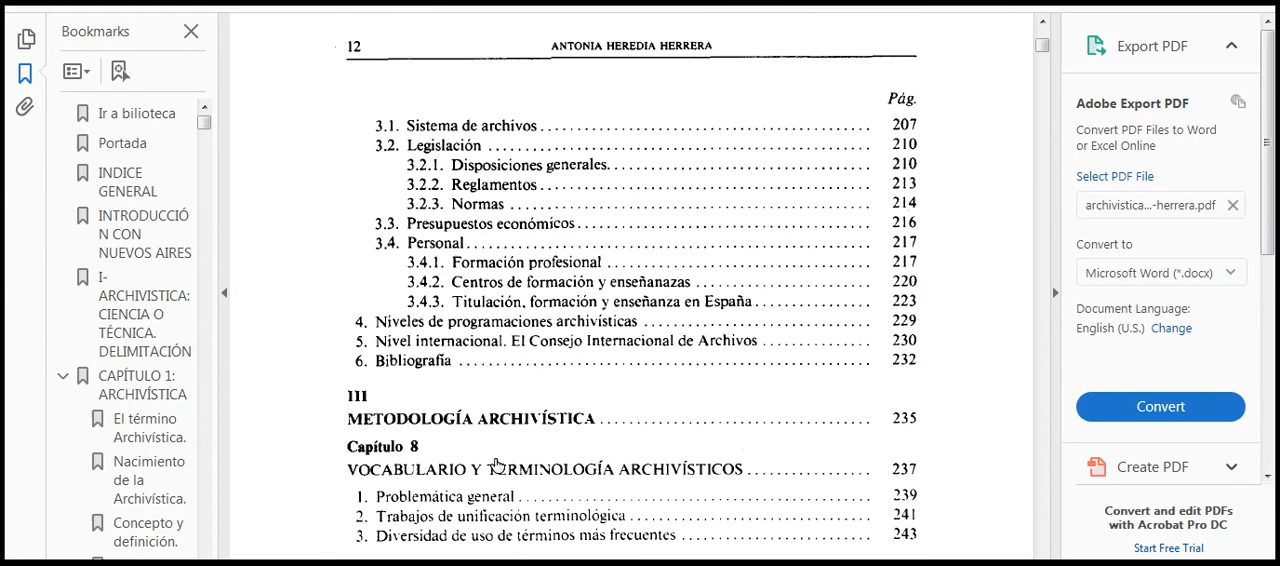 Bookmarks
Ir a bilioteca
Portada
INDICE
GENERAL
INTRODUCCIÓ
N CON
NUEVOS AIRES
I-
ARCHIVISTICA:
CIENCIA O
TÉCNICA.
DELIMITACIÓN
CAPÍTULO 1:
ARCHIVÍSTICA
El término
Archivística.
Nacimiento
de la
Archivística.
Concepto y
definición.
12 ANTONIA HEREDIA HERRERA
Pág.
3.1. Sistema de archivos 207
3.2. Legislación 210
3.2.1. Disposiciones generales. 210
3.2.2. Reglamentos 213
3.2.3. Normas 214
3.3. Presupuestos económicos 216
3.4. Personal 217
3.4.1. Formación profesional 217
3.4.2. Centros de formación y enseñanazas 220
3.4.3. Titulación, formación y enseñanza en España 223
4. Niveles de programaciones archivísticas 229
5. Nivel internacional. El Consejo Internacional de Archivos 230
6. Bibliografía 232
III
METODOLOGÍA ARCHIVÍSTICA 235
Capítulo 8
VOCABULARIO Y TERMINOLOGÍA ARCHIVÍSTICOS 237
1. Problemática general 239
2. Trabajos de unificación terminológica 241
3. Diversidad de uso de términos más frecuentes 243
Export PDF
Adobe Export PDF
Convert PDF Files to Word
or Excel Online
Select PDF File
archivistica...-herrera.pdf
Convert to
Microsoft Word (*.docx)
Document Language:
English (U.S.) Change
Convert
Create PDF
Convert and edit PDFs
with Acrobat Pro DC
Start Free Trial